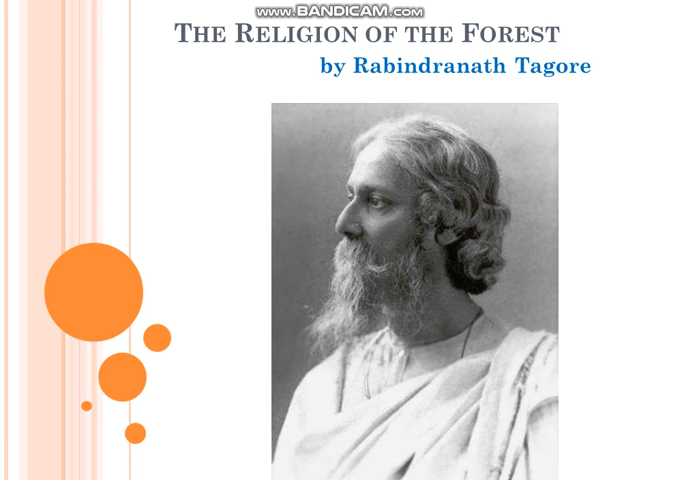 www.BANDICAM.com
THE RELIGION OF THE FOREST
by Rabindranath Tagore